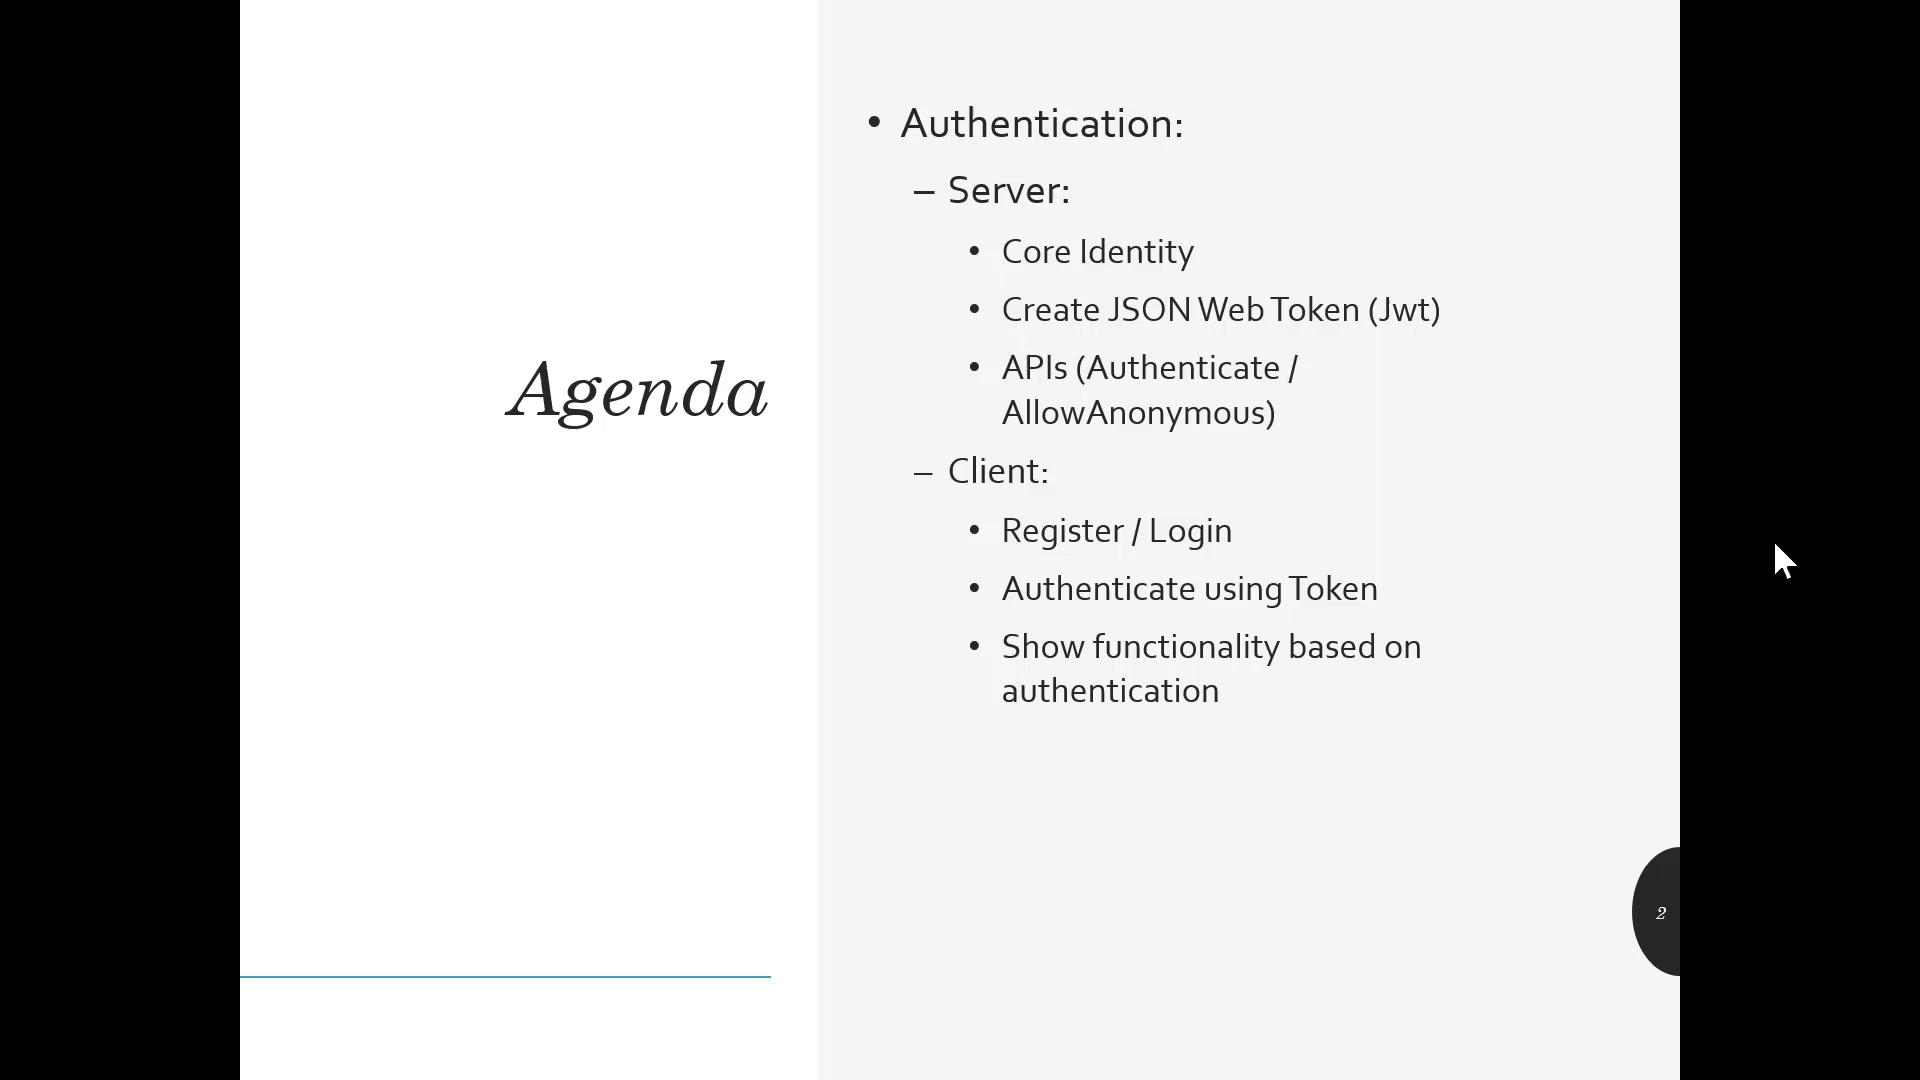 Agenda
• Authentication:
– Server:
• Core Identity
• Create JSON Web Token (Jwt)
• APIs (Authenticate /
AllowAnonymous)
– Client:
• Register / Login
• Authenticate using Token
• Show functionality based on
authentication
2